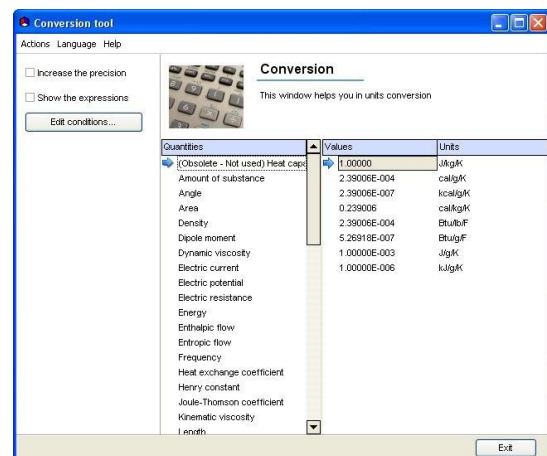 Conversion tool
Actions Language Help
Increase the precision
Show the expressions
Edit conditions...
Conversion
This window helps you in units conversion
Quantities
(Obsolete - Not used) Heat capa
Amount of substance
Angle
Area
Density
Dipole moment
Dynamic viscosity
Electric current
Electric potential
Electric resistance
Energy
Enthalpic flow
Entropic flow
Frequency
Heat exchange coefficient
Henry constant
Joule-Thomson coefficient
Kinematic viscosity
Length
Values Units
1.00000 J/kg/K
2.39006E-004 cal/g/K
2.39006E-007 kcal/g/K
0.239006 cal/kg/K
2.39006E-004 Btu/lb/F
5.26918E-007 Btu/g/F
1.00000E-003 J/g/K
1.00000E-006 kJ/g/K
Exit